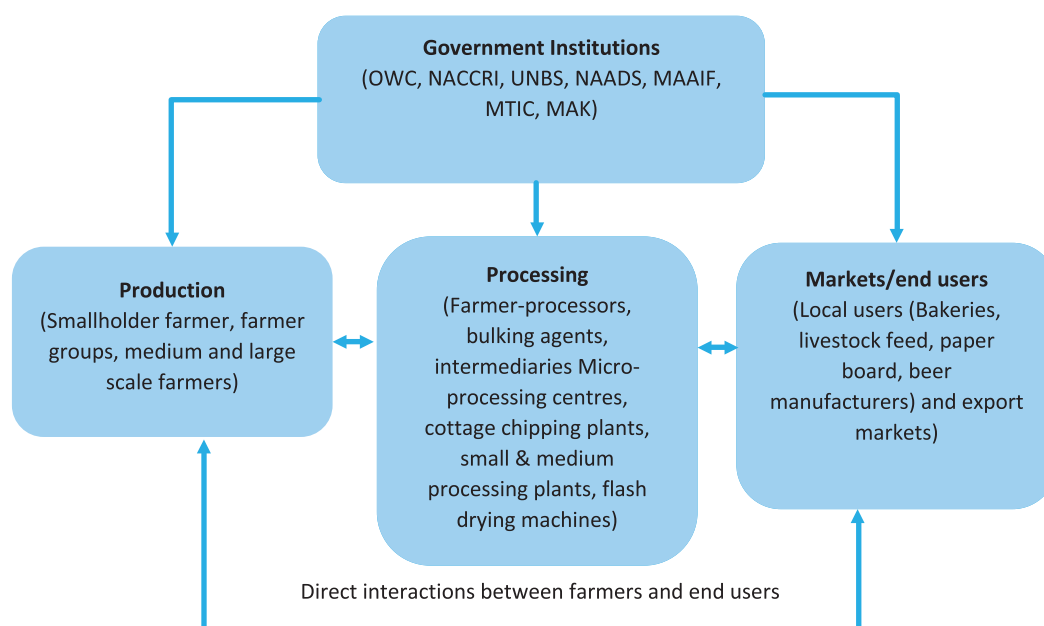 Government Institutions
(OWC, NACCRI, UNBS, NAADS, MAAIF,
MTIC, MAK)
Production
(Smallholder farmer, farmer
groups, medium and large
scale farmers)
Processing
(Farmer-processors,
bulking agents,
intermediaries Micro-
processing centres,
cottage chipping plants,
small & medium
processing plants, flash
drying machines)
Markets/end users
(Local users (Bakeries,
livestock feed, paper
board, beer
manufacturers) and export
markets)
Direct interactions between farmers and end users